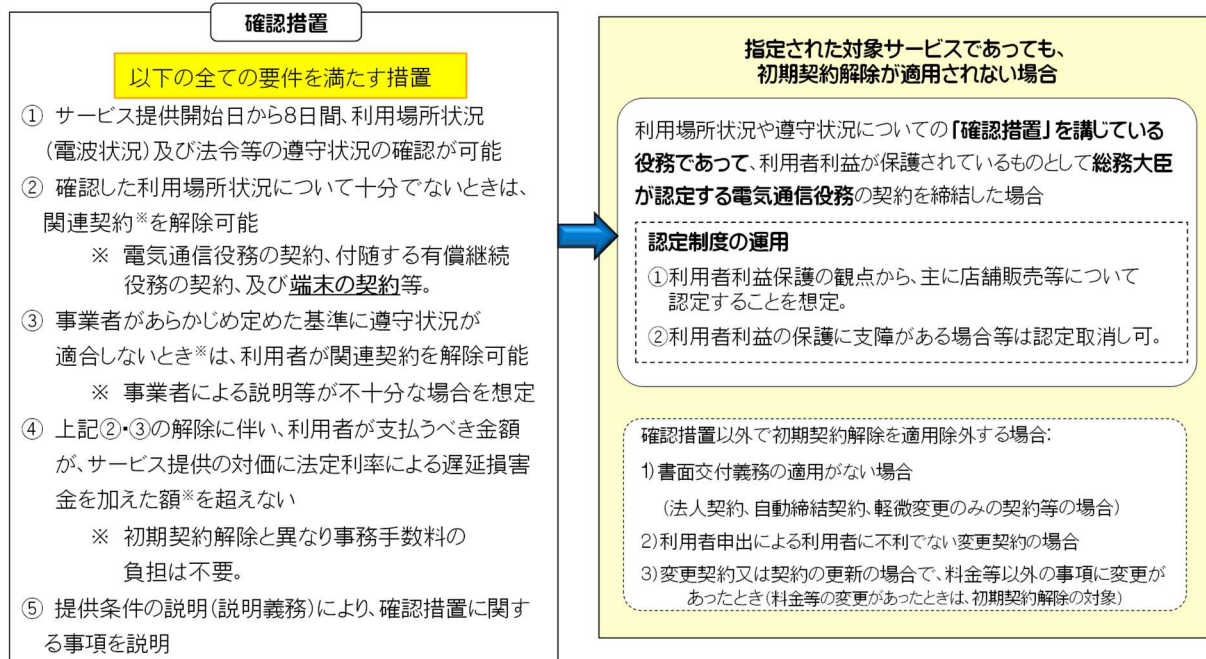 確認措置
以下の全ての要件を満たす措置
① サービス提供開始日から8日間、利用場所状況
(電波状況)及び法令等の遵守状況の確認が可能
② 確認した利用場所状況について十分でないときは、
関連契約※を解除可能
※ 電気通信役務の契約、付随する有償継続
役務の契約、及び端末の契約等。
③ 事業者があらかじめ定めた基準に遵守状況が
適合しないとき※は、利用者が関連契約を解除可能
※ 事業者による説明等が不十分な場合を想定
④ 上記②・③の解除に伴い、利用者が支払うべき金額
が、サービス提供の対価に法定利率による遅延損害
金を加えた額※を超えない
※ 初期契約解除と異なり事務手数料の
負担は不要。
⑤ 提供条件の説明(説明義務)により、確認措置に関す
る事項を説明
指定された対象サービスであっても、
初期契約解除が適用されない場合
利用場所状況や遵守状況についての「確認措置」を講じている
役務であって、利用者利益が保護されているものとして総務大臣
が認定する電気通信役務の契約を締結した場合
認定制度の運用
①利用者利益保護の観点から、主に店舗販売等について
認定することを想定。
②利用者利益の保護に支障がある場合等は認定取消し可。
確認措置以外で初期契約解除を適用除外する場合:
1)書面交付義務の適用がない場合
(法人契約、自動締結契約、軽微変更のみの契約等の場合)
2)利用者申出による利用者に不利でない変更契約の場合
3)変更契約又は契約の更新の場合で、料金等以外の事項に変更が
あったとき(料金等の変更があったときは、初期契約解除の対象)